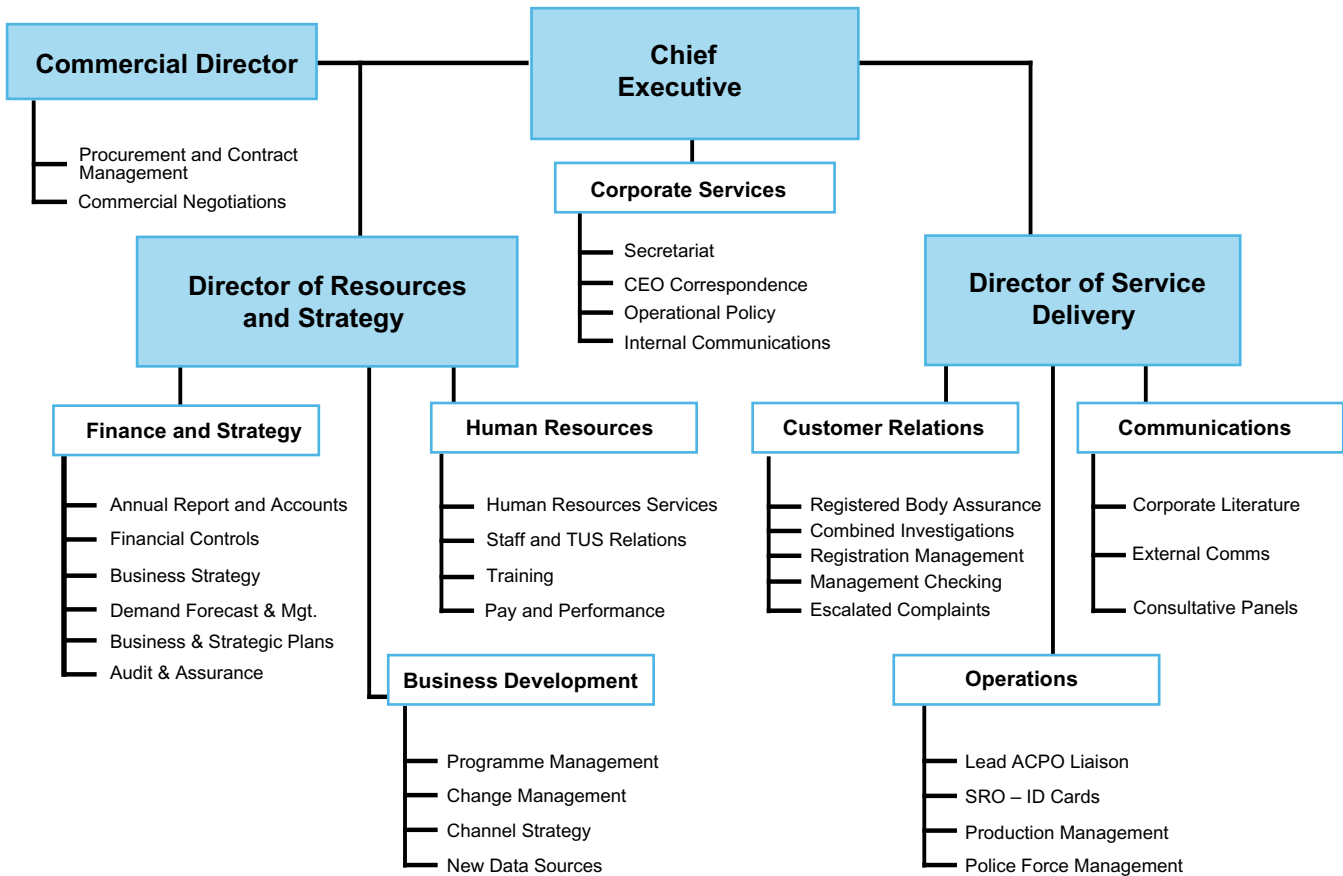 Commercial Director
Chief
Executive
Procurement and Contract
Management
Commercial Negotiations
Corporate Services
Secretariat
CEO Correspondence
Operational Policy
Internal Communications
Director of Resources
and Strategy
Director of Service
Delivery
Finance and Strategy
Annual Report and Accounts
Financial Controls
Business Strategy
Demand Forecast & Mgt.
Business & Strategic Plans
Audit & Assurance
Human Resources
Human Resources Services
Staff and TUS Relations
Training
Pay and Performance
Business Development
Programme Management
Change Management
Channel Strategy
New Data Sources
Customer Relations
Registered Body Assurance
Combined Investigations
Registration Management
Management Checking
Escalated Complaints
Communications
Corporate Literature
External Comms
Consultative Panels
Operations
Lead ACPO Liaison
SRO – ID Cards
Production Management
Police Force Management